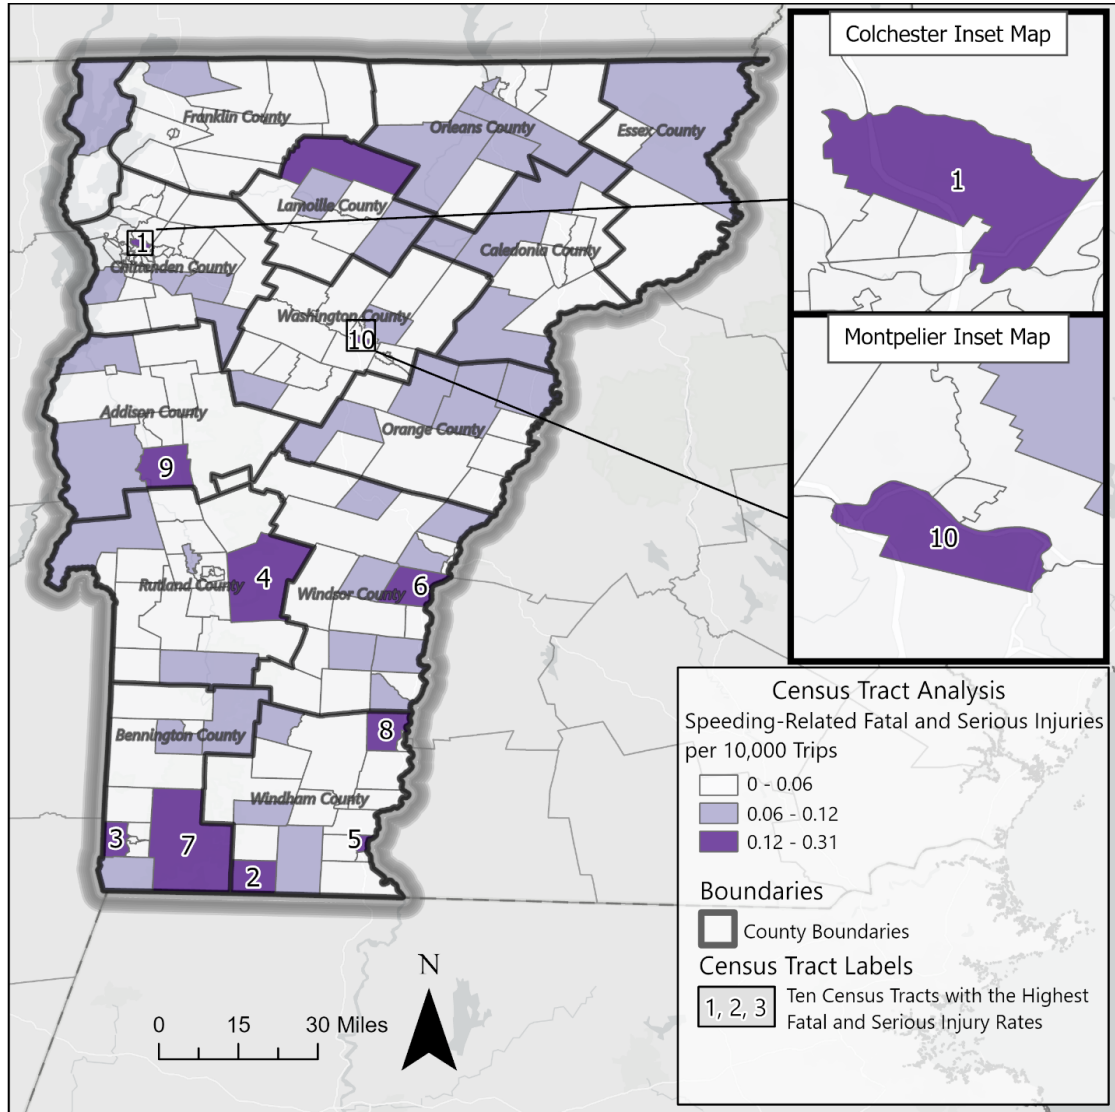 Colchester Inset Map
1
Montpelier Inset Map
10
Franklin County
Orleans County
Essex County
Lamoille County
Caledonia County
1
Chittenden County
Washington County
10
Addison County
Orange County
9
4
Rutland County
Windsor County
6
8
Bennington County
Windham County
3
7
5
2
Census Tract Analysis
Speeding-Related Fatal and Serious Injuries
per 10,000 Trips
0 - 0.06
0.06 - 0.12
0.12 - 0.31
Boundaries
County Boundaries
Census Tract Labels
1, 2, 3
Ten Census Tracts with the Highest
Fatal and Serious Injury Rates
N
0 15 30 Miles